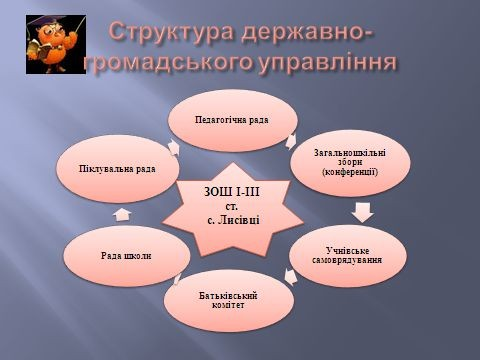 Структура державно-
громадського управління
Педагогічна рада
Загальношкільні
збори
(конференції)
Учнівське
самоврядування
Батьківський
комітет
Рада школи
Піклувальна рада
ЗОШ І-ІІІ
ст.
с. Лисівці